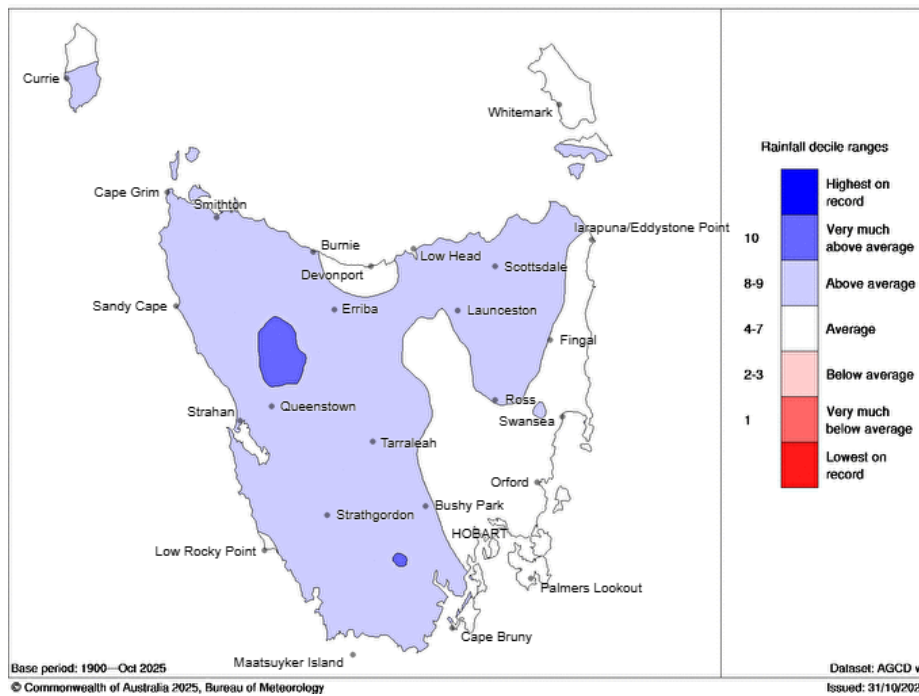 Currie
Whitemark
Cape Grim
Smithton
Burnie
Devonport
Low Head
Scottsdale
larapuna/Eddystone Point
Sandy Cape
Erriba
Launceston
Fingal
Strahan
Queenstown
Ross
Swansea
Tarraleah
Orford
Strathgordon
Bushy Park
HOBART
Low Rocky Point
Palmers Lookout
Cape Bruny
Maatsuyker Island
Rainfall decile ranges
Highest on
record
10
Very much
above average
8-9
Above average
4-7
Average
2-3
Below average
1
Very much
below average
Lowest on
record
Base period: 1900—Oct 2025
Dataset: AGCD v
© Commonwealth of Australia 2025, Bureau of Meteorology
Issued: 31/10/202